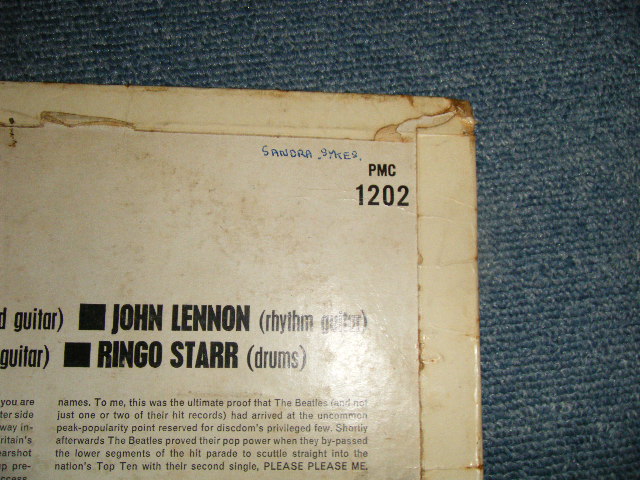 SANDRA SYKES.
PMC
1202
d guitar) ■ JOHN LENNON (rhythm guitar)
guitar) ■ RINGO STARR (drums)
you are
ter side
way in-
ritain's
earshot
up pre-
ccess
names. To me, this was the ultimate proof that The Beatles (and not
just one or two of their hit records) had arrived at the uncommon
peak-popularity point reserved for discdom's privileged few. Shortly
afterwards The Beatles proved their pop power when they by-passed
the lower segments of the hit parade to scuttle straight into the
nation's Top Ten with their second single, PLEASE PLEASE ME.